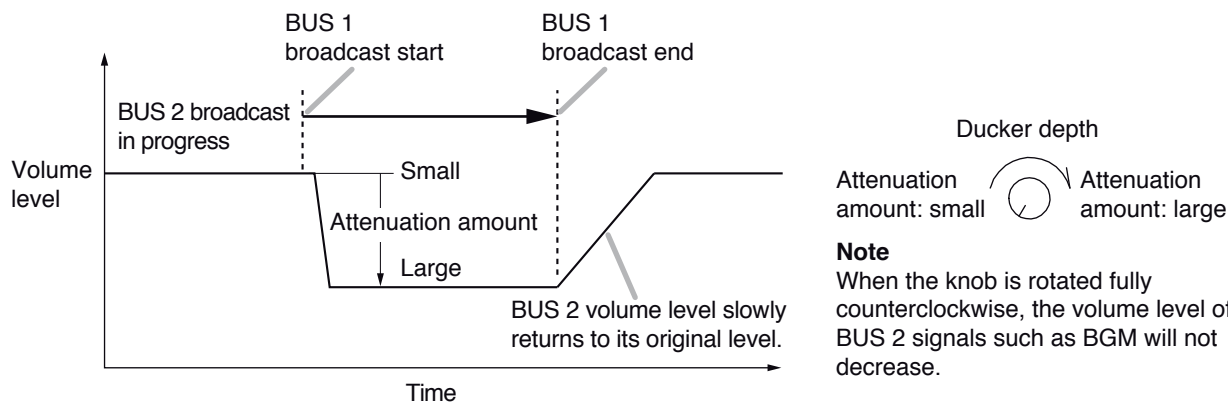 BUS 1
broadcast start
BUS 1
broadcast end
BUS 2 broadcast
in progress
Volume
level
Small
Attenuation amount
Large
BUS 2 volume level slowly
returns to its original level.
Time
Ducker depth
Attenuation
amount: small
Attenuation
amount: large
Note
When the knob is rotated fully
counterclockwise, the volume level of
BUS 2 signals such as BGM will not
decrease.